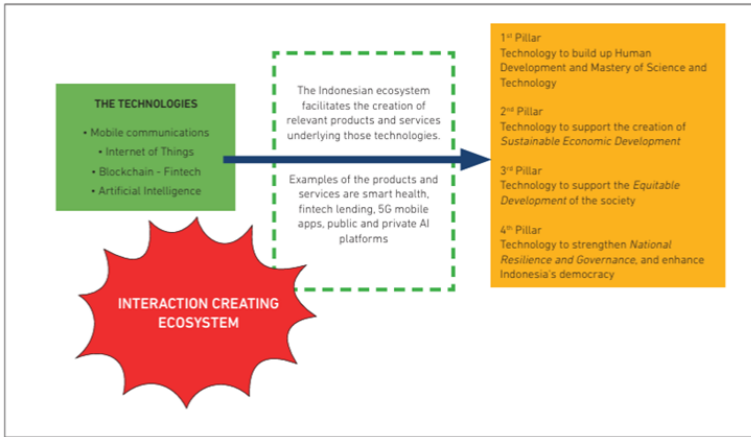 THE TECHNOLOGIES
• Mobile communications
• Internet of Things
• Blockchain - Fintech
• Artificial Intelligence
INTERACTION CREATING
ECOSYSTEM
The Indonesian ecosystem
facilitates the creation of
relevant products and services
underlying those technologies.
Examples of the products and
services are smart health,
fintech lending, 5G mobile
apps, public and private AI
platforms
1st Pillar
Technology to build up Human
Development and Mastery of Science and
Technology
2nd Pillar
Technology to support the creation of
Sustainable Economic Development
3rd Pillar
Technology to support the Equitable
Development of the society
4th Pillar
Technology to strengthen National
Resilience and Governance, and enhance
Indonesia's democracy